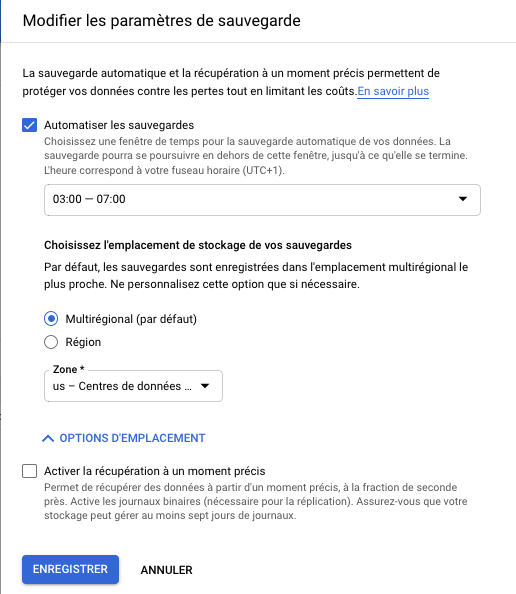 Modifier les paramètres de sauvegarde
La sauvegarde automatique et la récupération à un moment précis permettent de
protéger vos données contre les pertes tout en limitant les coûts.En savoir plus
Automatiser les sauvegardes
Choisissez une fenêtre de temps pour la sauvegarde automatique de vos données. La
sauvegarde pourra se poursuivre en dehors de cette fenêtre, jusqu'à ce qu'elle se termine.
L'heure correspond à votre fuseau horaire (UTC+1).
03:00 — 07:00
Choisissez l'emplacement de stockage de vos sauvegardes
Par défaut, les sauvegardes sont enregistrées dans l'emplacement multirégional le
plus proche. Ne personnalisez cette option que si nécessaire.
Multirégional (par défaut)
Région
Zone *
us – Centres de données ...
OPTIONS D'EMPLACEMENT
Activer la récupération à un moment précis
Permet de récupérer des données à partir d'un moment précis, à la fraction de seconde
près. Active les journaux binaires (nécessaire pour la réplication). Assurez-vous que votre
stockage peut gérer au moins sept jours de journaux.
ENREGISTRER
ANNULER